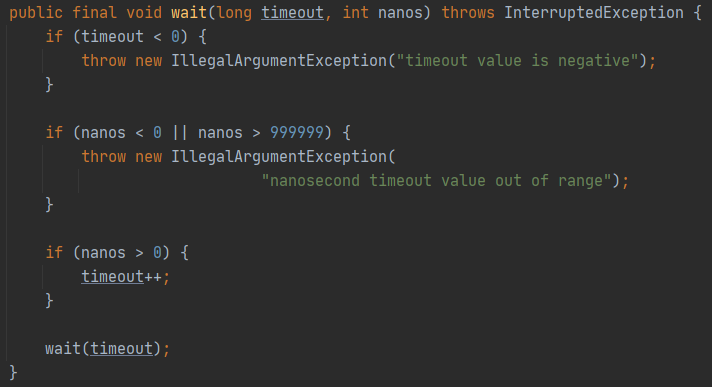 public final void wait(long timeout, int nanos) throws InterruptedException {
    if (timeout < 0) {
        throw new IllegalArgumentException("timeout value is negative");
    }

    if (nanos < 0 || nanos > 999999) {
        throw new IllegalArgumentException(
                            "nanosecond timeout value out of range");
    }

    if (nanos > 0) {
        timeout++;
    }

    wait(timeout);
}